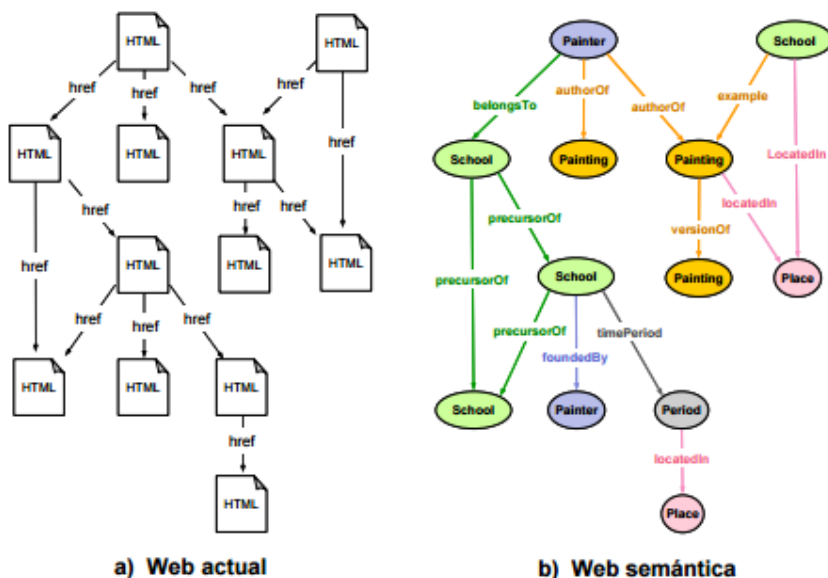 HTML
HTML
href
href
href
href
HTML
HTML
HTML
href
href
href
href
href
HTML
HTML
HTML
href
href
href
HTML
HTML
HTML
href
HTML
a) Web actual
Painter
School
belongsTo
authorOf
authorOf
example
School
Painting
Painting
LocatedIn
precursorOf
locatedIn
versionOf
precursorOf
School
Painting
Place
precursorOf
timePeriod
foundedBy
School
Painter
Period
locatedIn
Place
b) Web semántica